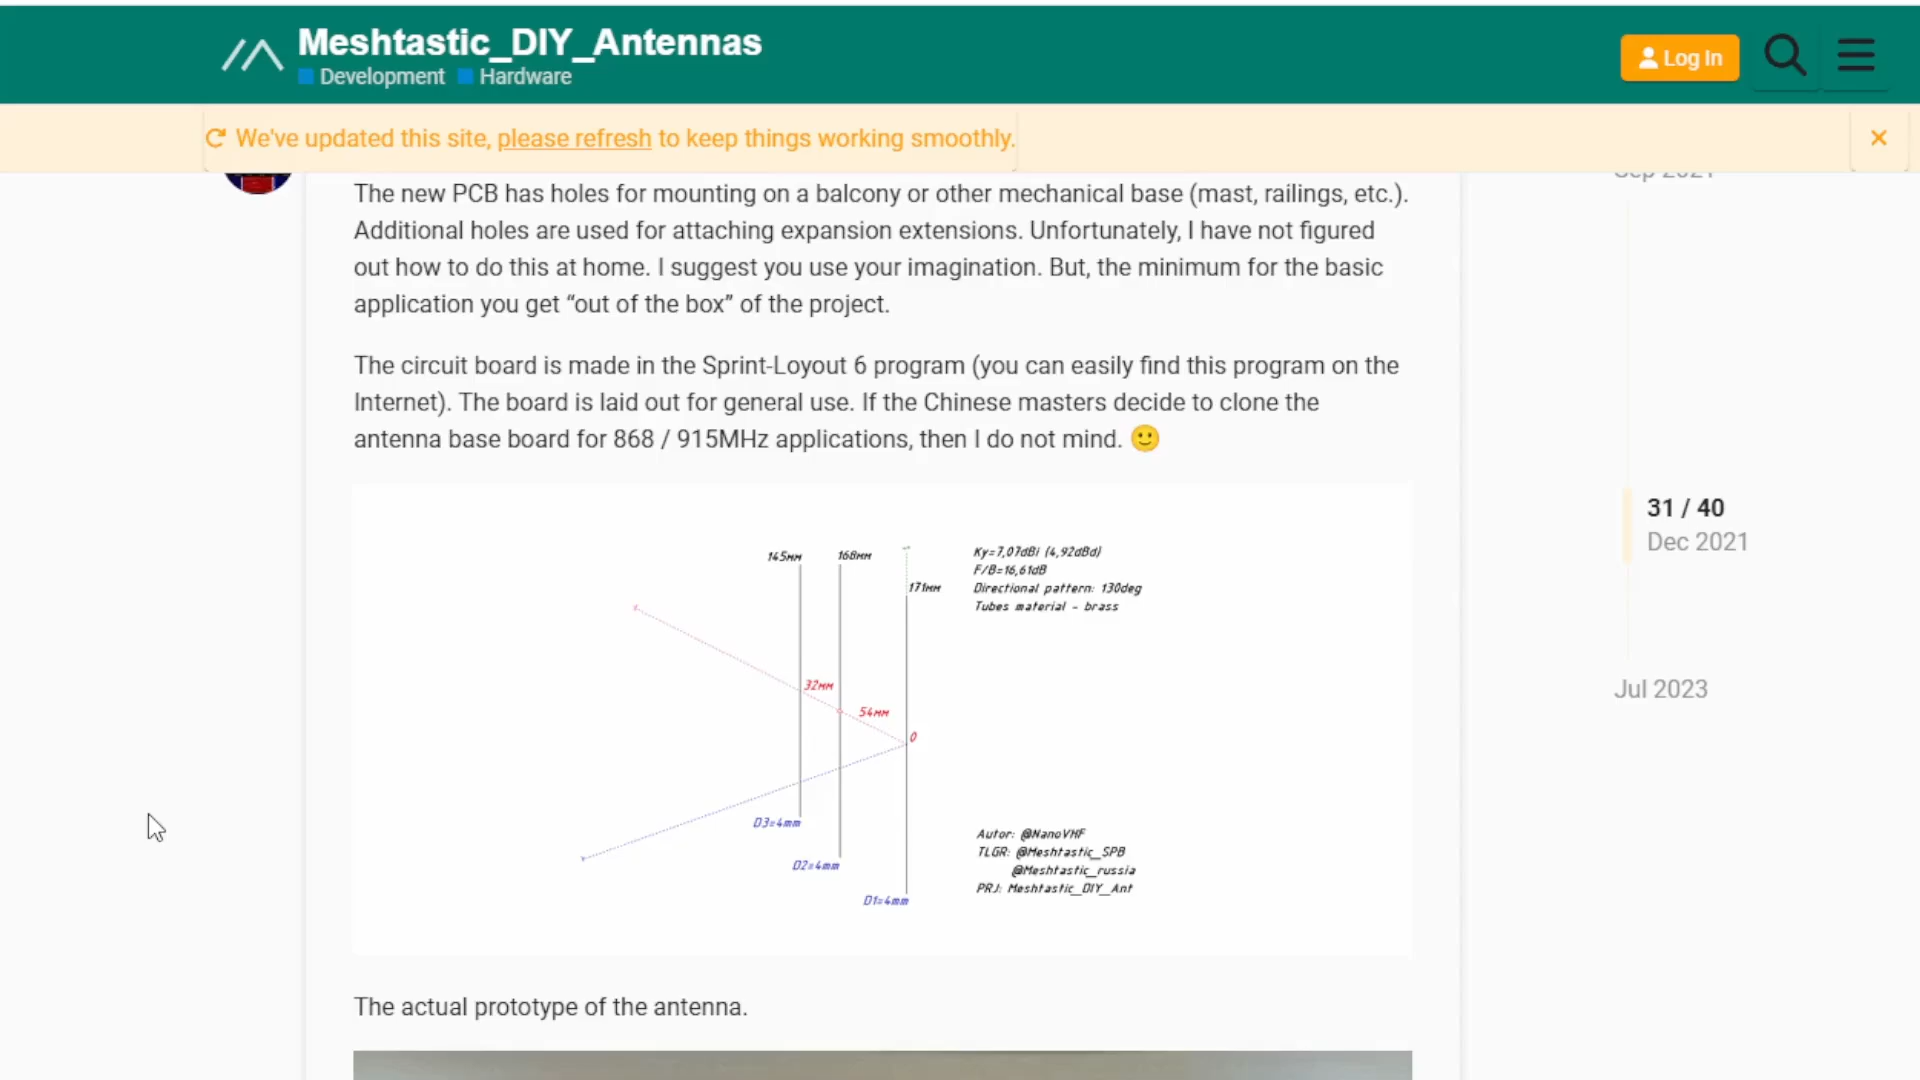 Meshtastic_DIY_Antennas
Development Hardware
Log In
We've updated this site, please refresh to keep things working smoothly.
The new PCB has holes for mounting on a balcony or other mechanical base (mast, railings, etc.).
Additional holes are used for attaching expansion extensions. Unfortunately, I have not figured
out how to do this at home. I suggest you use your imagination. But, the minimum for the basic
application you get “out of the box” of the project.
The circuit board is made in the Sprint-Loyout 6 program (you can easily find this program on the
Internet). The board is laid out for general use. If the Chinese masters decide to clone the
antenna base board for 868 / 915MHz applications, then I do not mind. 🙂
145мм
168мм
171мм
Ky=7,07dBi (4,92dBd)
F/B=16,61dB
Directional pattern: 130deg
Tubes material - brass
32мм
54мм
0
D3=4mm
D2=4mm
D1=4mm
Autor: @NanoVHF
TLGR: @Meshtastic_SPB
@Meshtastic_russia
PRJ: Meshtastic_DIY_Ant
The actual prototype of the antenna.
Sep 2021
31 / 40
Dec 2021
Jul 2023